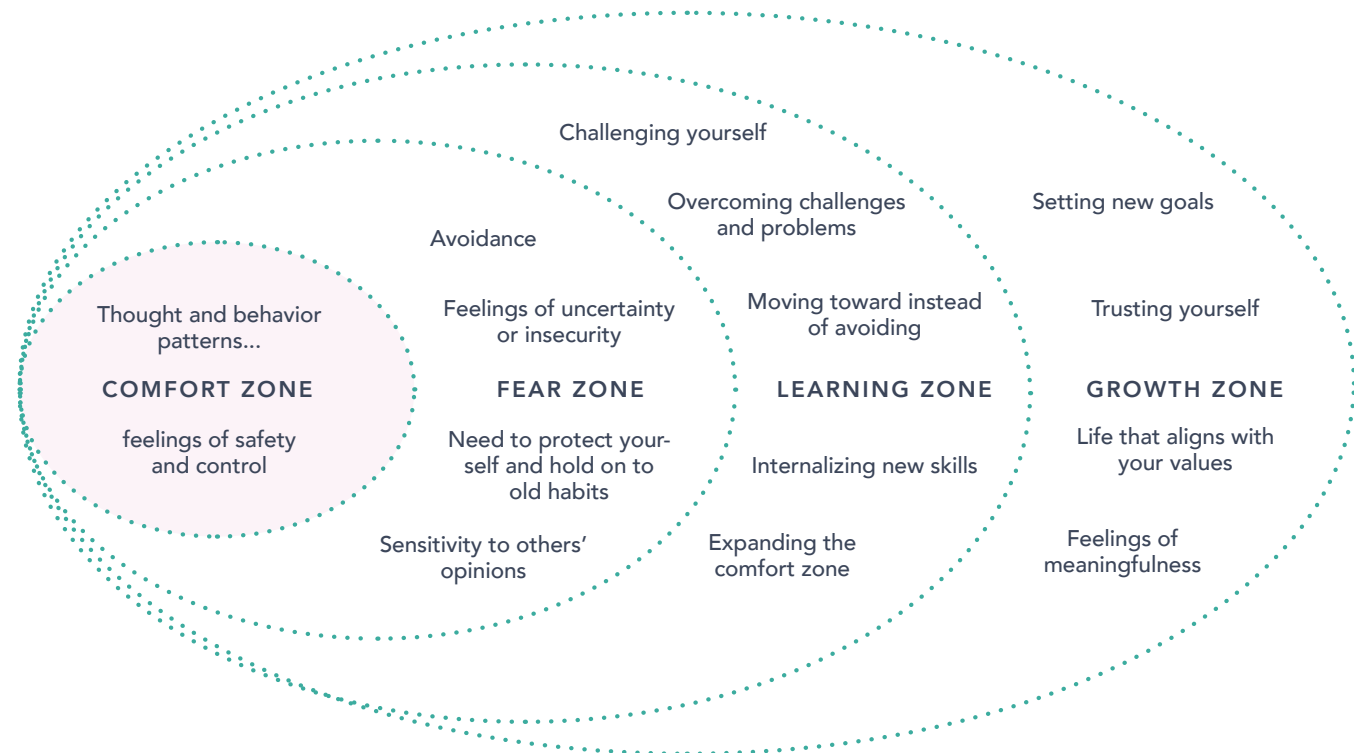 Thought and behavior
patterns...
COMFORT ZONE
feelings of safety
and control
Avoidance
Feelings of uncertainty
or insecurity
FEAR ZONE
Need to protect your-
self and hold on to
old habits
Sensitivity to others’
opinions
Challenging yourself
Overcoming challenges
and problems
Moving toward instead
of avoiding
LEARNING ZONE
Internalizing new skills
Expanding the
comfort zone
Setting new goals
Trusting yourself
GROWTH ZONE
Life that aligns with
your values
Feelings of
meaningfulness